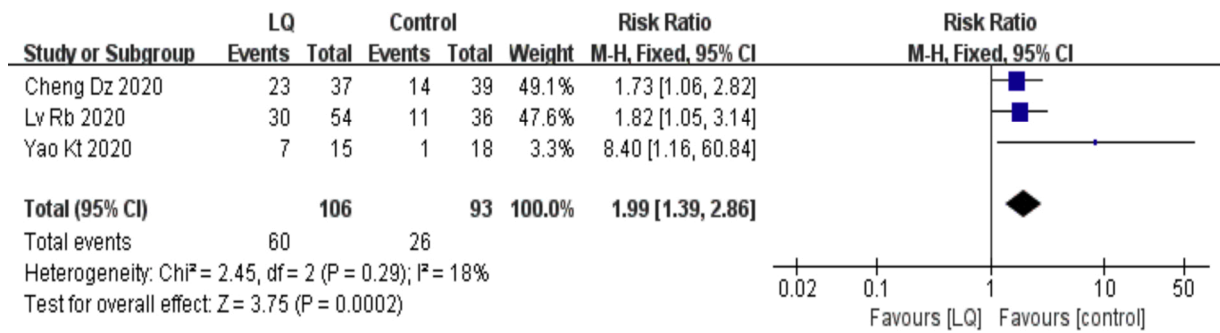 LQ Control Risk Ratio Risk Ratio
Study or Subgroup Events Total Events Total Weight M-H, Fixed, 95% CI M-H, Fixed, 95% CI
Cheng Dz 2020 23 37 14 39 49.1% 1.73 [1.06, 2.82]
Lv Rb 2020 30 54 11 36 47.6% 1.82 [1.05, 3.14]
Yao Kt 2020 7 15 1 18 3.3% 8.40 [1.16, 60.84]
Total (95% CI) 106 93 100.0% 1.99 [1.39, 2.86]
Total events 60 26
Heterogeneity: Chi² = 2.45, df = 2 (P = 0.29); I² = 18%
Test for overall effect: Z = 3.75 (P = 0.0002)
0.02 0.1 1 10 50
Favours [LQ] Favours [control]